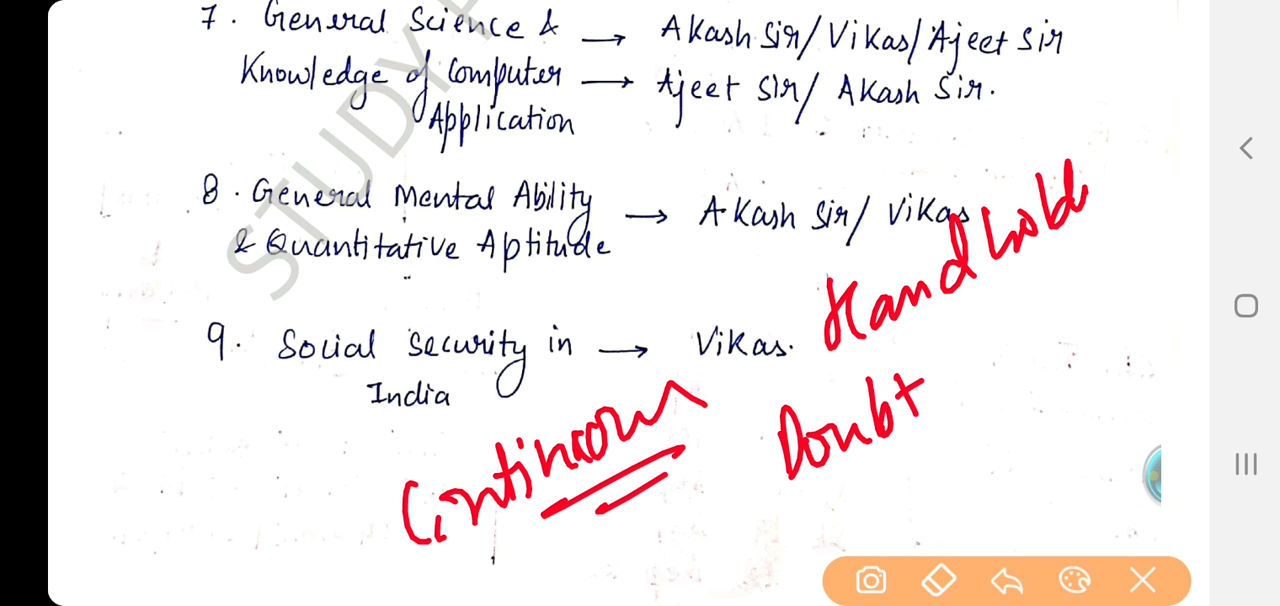 7. General Science & → Akash Sir/Vikas/Ajeet Sir
Knowledge of Computer → Ajeet Sir/ Akash Sir.
Application
8. General Mental Ability → Akash Sir/ Vikas
& Quantitative Aptitude
Handhold
9. Social Security in → Vikas.
India
Doubt
Continuous
STUDY